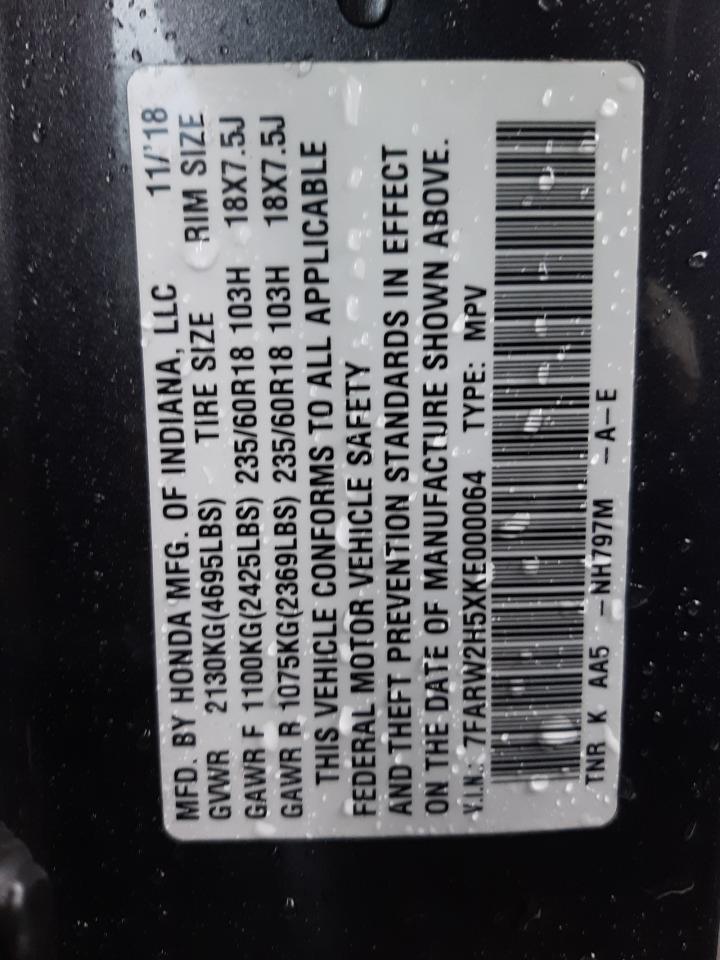 MFD. BY HONDA MFG. OF INDIANA, LLC 11/'18
GVWR 2130KG(4695LBS) TIRE SIZE RIM SIZE
GAWR F 1100KG(2425LBS) 235/60R18 103H 18X7.5J
GAWR R 1075KG(2369LBS) 235/60R18 103H 18X7.5J
THIS VEHICLE CONFORMS TO ALL APPLICABLE
FEDERAL MOTOR VEHICLE SAFETY
AND THEFT PREVENTION STANDARDS IN EFFECT
ON THE DATE OF MANUFACTURE SHOWN ABOVE.
V.I.N.: 7FARW2H5XKE000064 TYPE: MPV
TNR K AA5 -NH797M -A-E